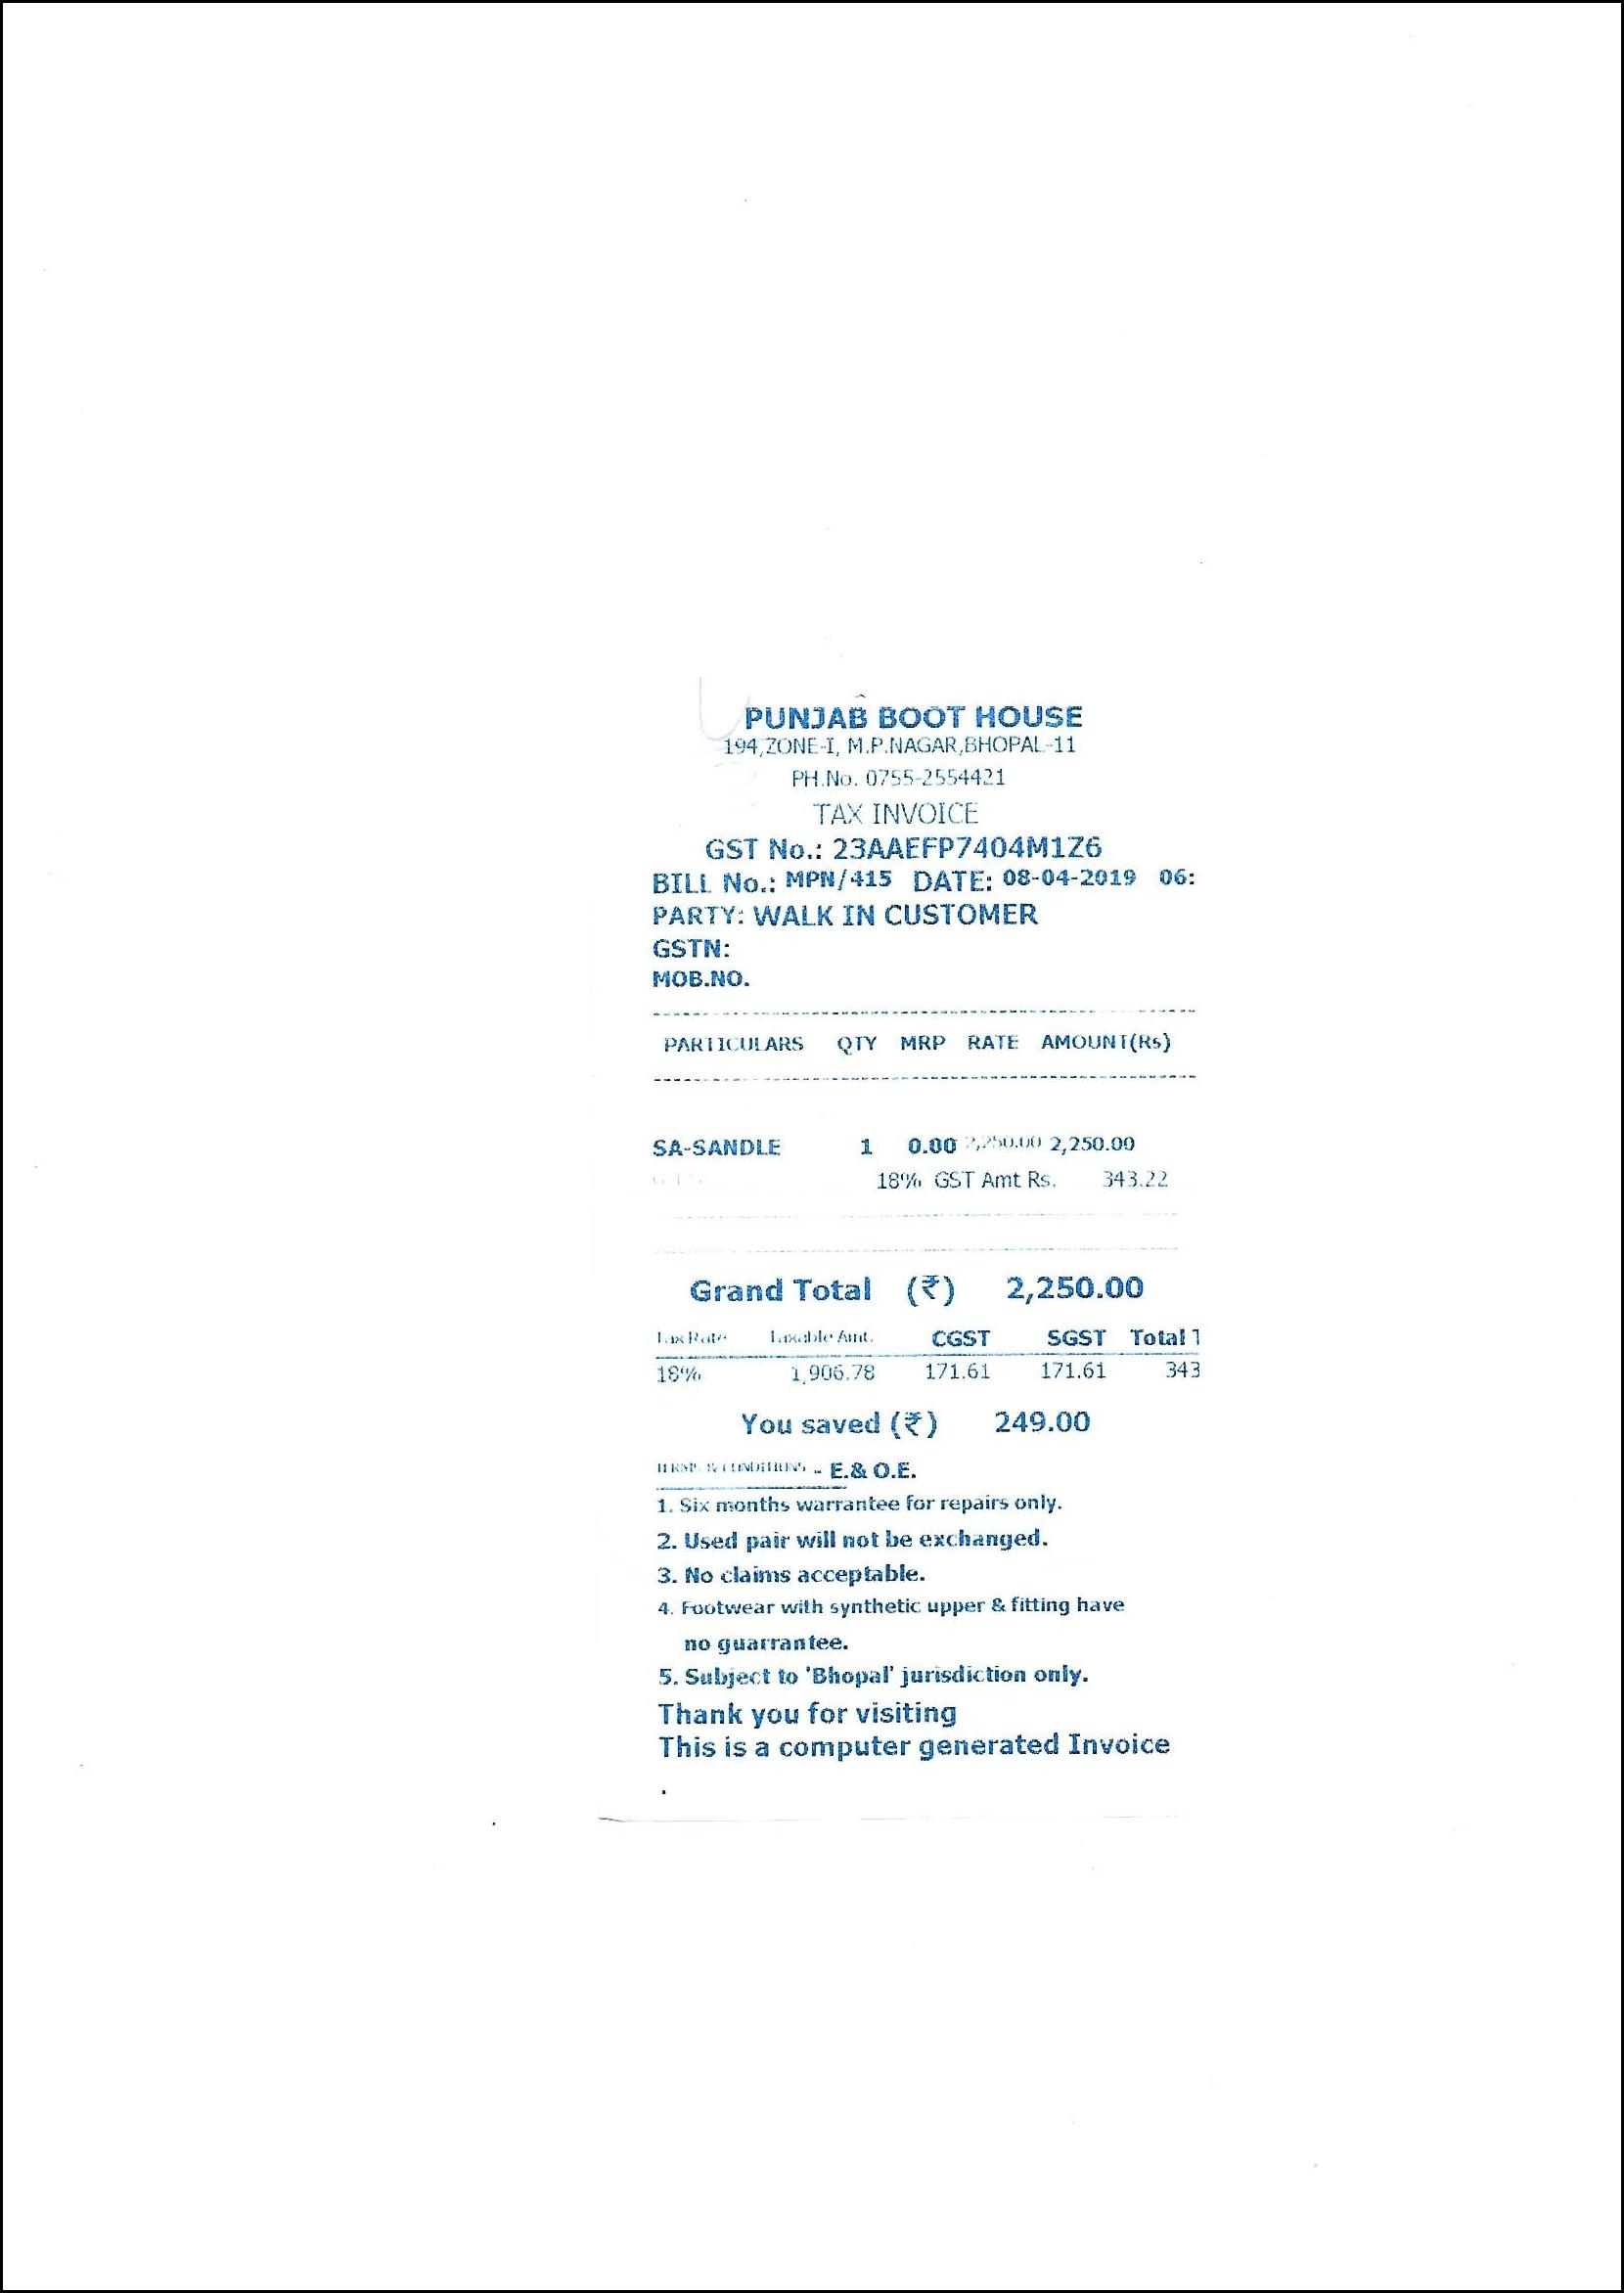 PUNJAB BOOT HOUSE
194,ZONE-I, M.P.NAGAR,BHOPAL-11
PH.No. 0755-2554421
TAX INVOICE
GST No.: 23AAEFP7404M1Z6
BILL No.: MPN/415 DATE: 08-04-2019 06:
PARTY: WALK IN CUSTOMER
GSTN:
MOB.NO.
PARTICULARS QTY MRP RATE AMOUNT(Rs)
SA-SANDLE 1 0.00 2,250.00 2,250.00
18% GST Amt Rs. 343.22
Grand Total (₹) 2,250.00
Tax Rate Taxable Amt. CGST SGST Total T
18% 1,906.78 171.61 171.61 343
You saved (₹) 249.00
TERMS & CONDITIONS - E.& O.E.
1. Six months warrantee for repairs only.
2. Used pair will not be exchanged.
3. No claims acceptable.
4. Footwear with synthetic upper & fitting have
no guarrantee.
5. Subject to 'Bhopal' jurisdiction only.
Thank you for visiting
This is a computer generated Invoice
.